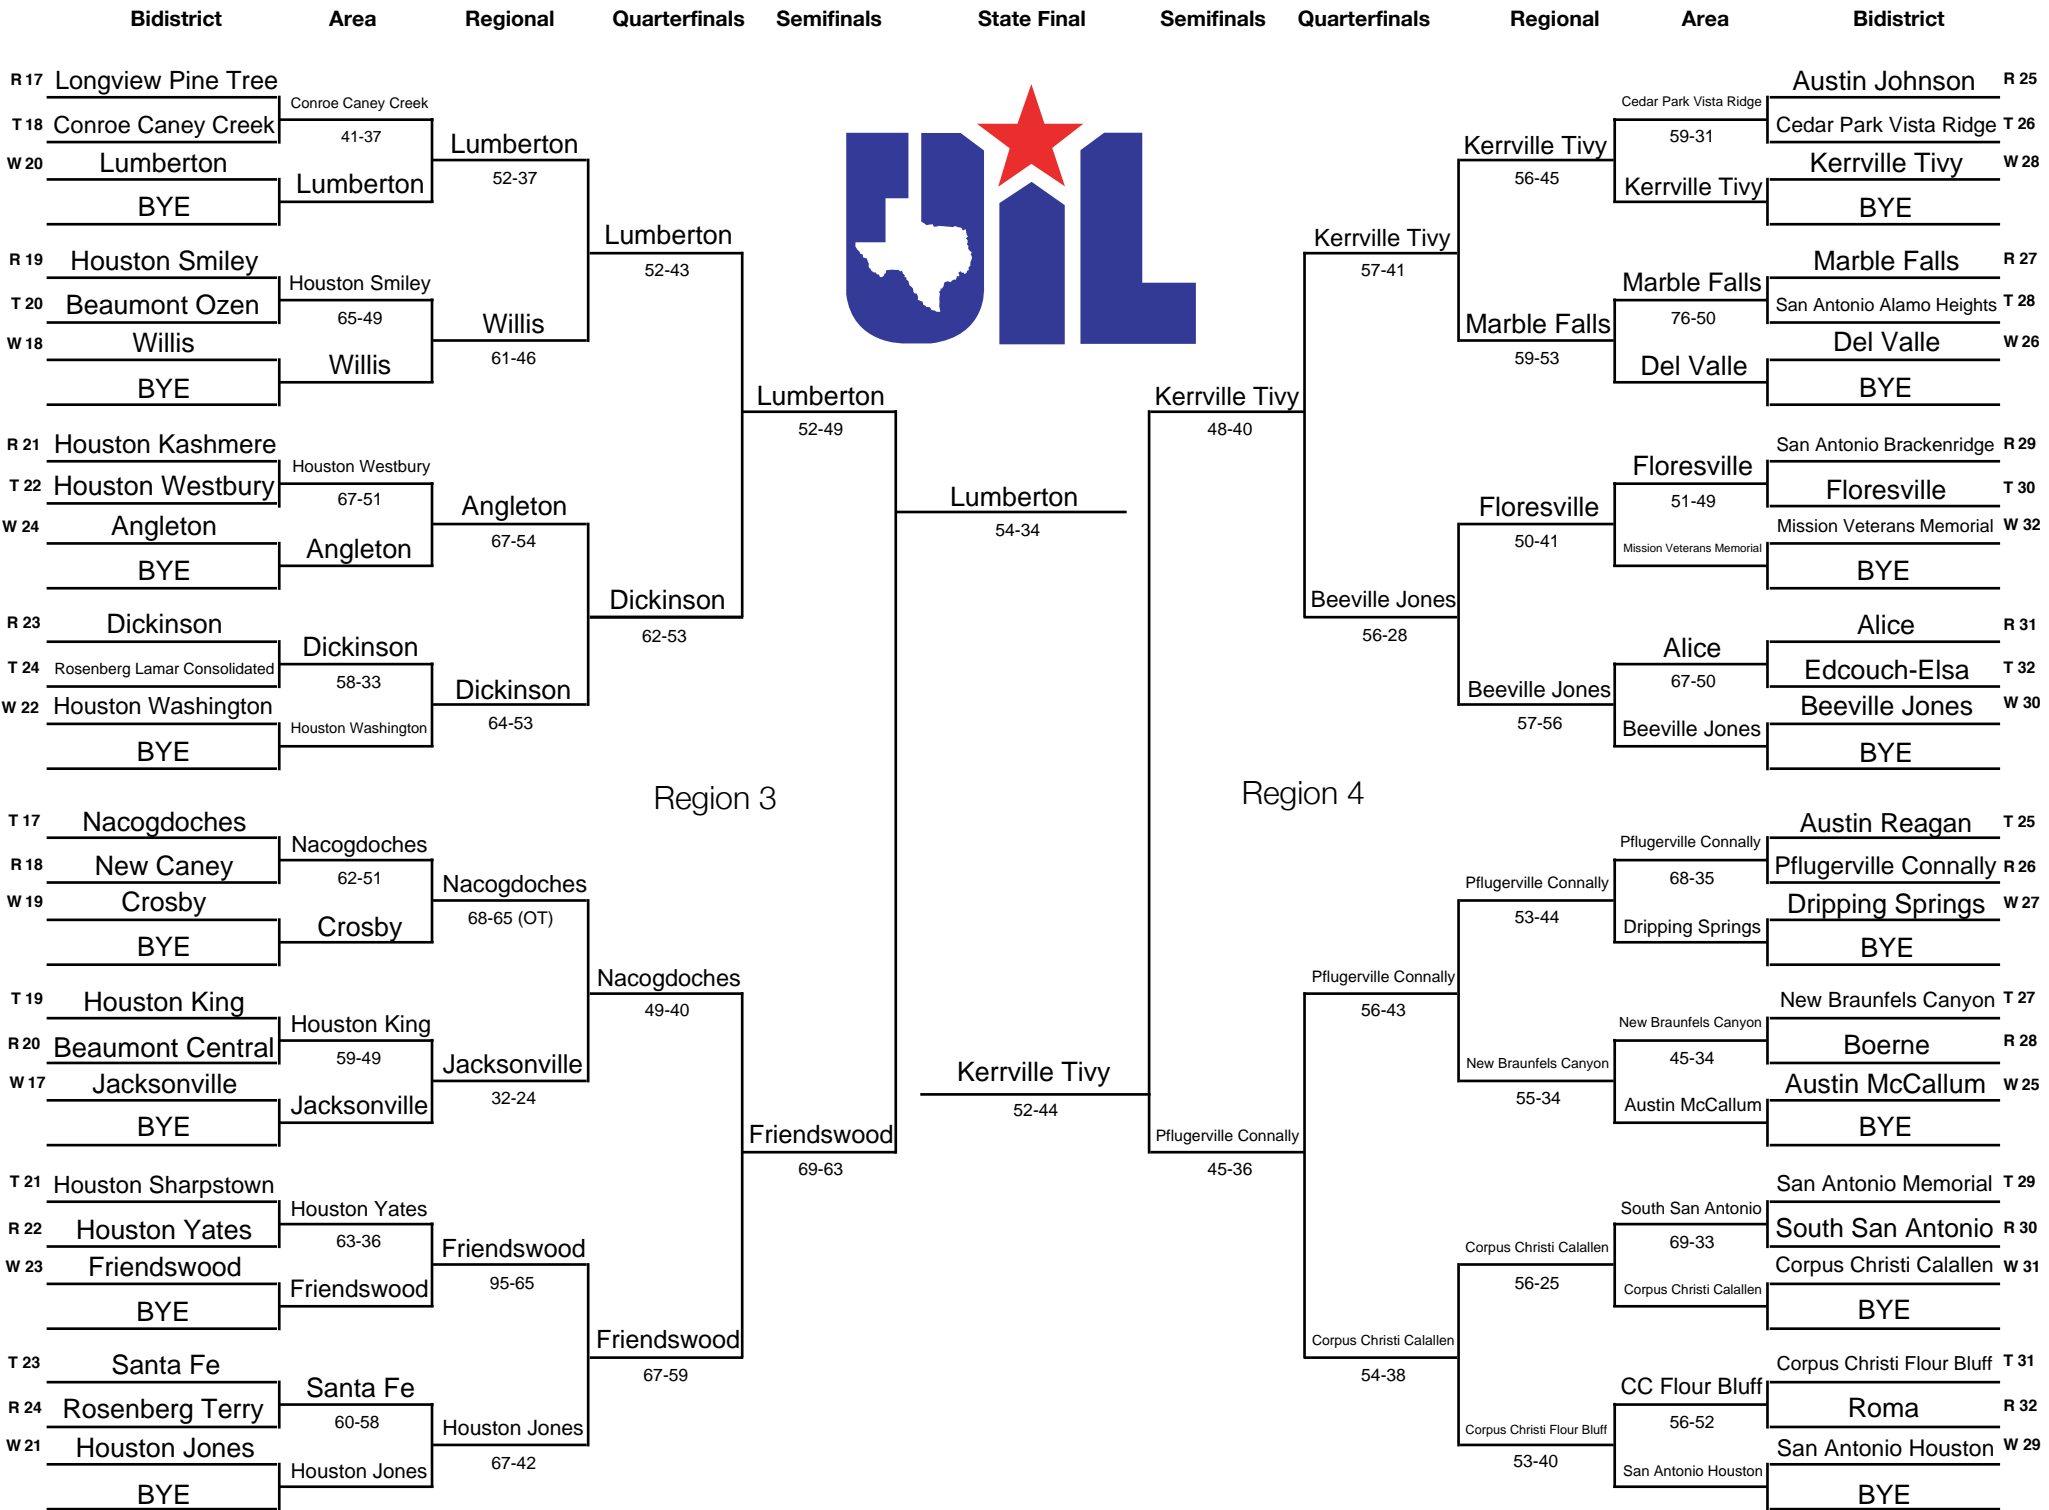 Bidistrict Area Regional Quarterfinals Semifinals State Final Semifinals Quarterfinals Regional Area Bidistrict
R 17 Longview Pine Tree
Conroe Caney Creek
T 18 Conroe Caney Creek
41-37
Lumberton
52-37
W 20 Lumberton
Lumberton
BYE
Lumberton
52-43
R 19 Houston Smiley
Houston Smiley
T 20 Beaumont Ozen
65-49
Willis
61-46
W 18 Willis
Willis
BYE
Lumberton
52-49
R 21 Houston Kashmere
Houston Westbury
T 22 Houston Westbury
67-51
Angleton
67-54
W 24 Angleton
Angleton
BYE
Dickinson
62-53
R 23 Dickinson
Dickinson
T 24 Rosenberg Lamar Consolidated
58-33
Dickinson
64-53
W 22 Houston Washington
Houston Washington
BYE
Region 3
T 17 Nacogdoches
Nacogdoches
R 18 New Caney
62-51
Nacogdoches
68-65 (OT)
W 19 Crosby
Crosby
BYE
Nacogdoches
49-40
T 19 Houston King
Houston King
R 20 Beaumont Central
59-49
Jacksonville
32-24
W 17 Jacksonville
Jacksonville
BYE
Friendswood
69-63
T 21 Houston Sharpstown
Houston Yates
R 22 Houston Yates
63-36
Friendswood
95-65
W 23 Friendswood
Friendswood
BYE
Friendswood
67-59
T 23 Santa Fe
Santa Fe
R 24 Rosenberg Terry
60-58
Houston Jones
67-42
W 21 Houston Jones
Houston Jones
BYE
UIL
Lumberton
54-34
Kerrville Tivy
52-44
Austin Johnson R 25
Cedar Park Vista Ridge
Cedar Park Vista Ridge T 26
59-31
Kerrville Tivy
56-45
Kerrville Tivy W 28
Kerrville Tivy
BYE
Kerrville Tivy
57-41
Marble Falls R 27
Marble Falls
San Antonio Alamo Heights T 28
76-50
Marble Falls
59-53
Del Valle W 26
Del Valle
BYE
Kerrville Tivy
48-40
San Antonio Brackenridge R 29
Floresville
Floresville T 30
51-49
Floresville
50-41
Mission Veterans Memorial W 32
Mission Veterans Memorial
BYE
Beeville Jones
56-28
Alice R 31
Alice
Edcouch-Elsa T 32
67-50
Beeville Jones
57-56
Beeville Jones W 30
Beeville Jones
BYE
Region 4
Austin Reagan T 25
Pflugerville Connally
Pflugerville Connally R 26
68-35
Pflugerville Connally
53-44
Dripping Springs W 27
Dripping Springs
BYE
Pflugerville Connally
56-43
New Braunfels Canyon T 27
New Braunfels Canyon
Boerne R 28
45-34
New Braunfels Canyon
55-34
Austin McCallum W 25
Austin McCallum
BYE
Pflugerville Connally
45-36
San Antonio Memorial T 29
South San Antonio
South San Antonio R 30
69-33
Corpus Christi Calallen
56-25
Corpus Christi Calallen W 31
Corpus Christi Calallen
BYE
Corpus Christi Calallen
54-38
Corpus Christi Flour Bluff T 31
CC Flour Bluff
Roma R 32
56-52
Corpus Christi Flour Bluff
53-40
San Antonio Houston W 29
San Antonio Houston
BYE